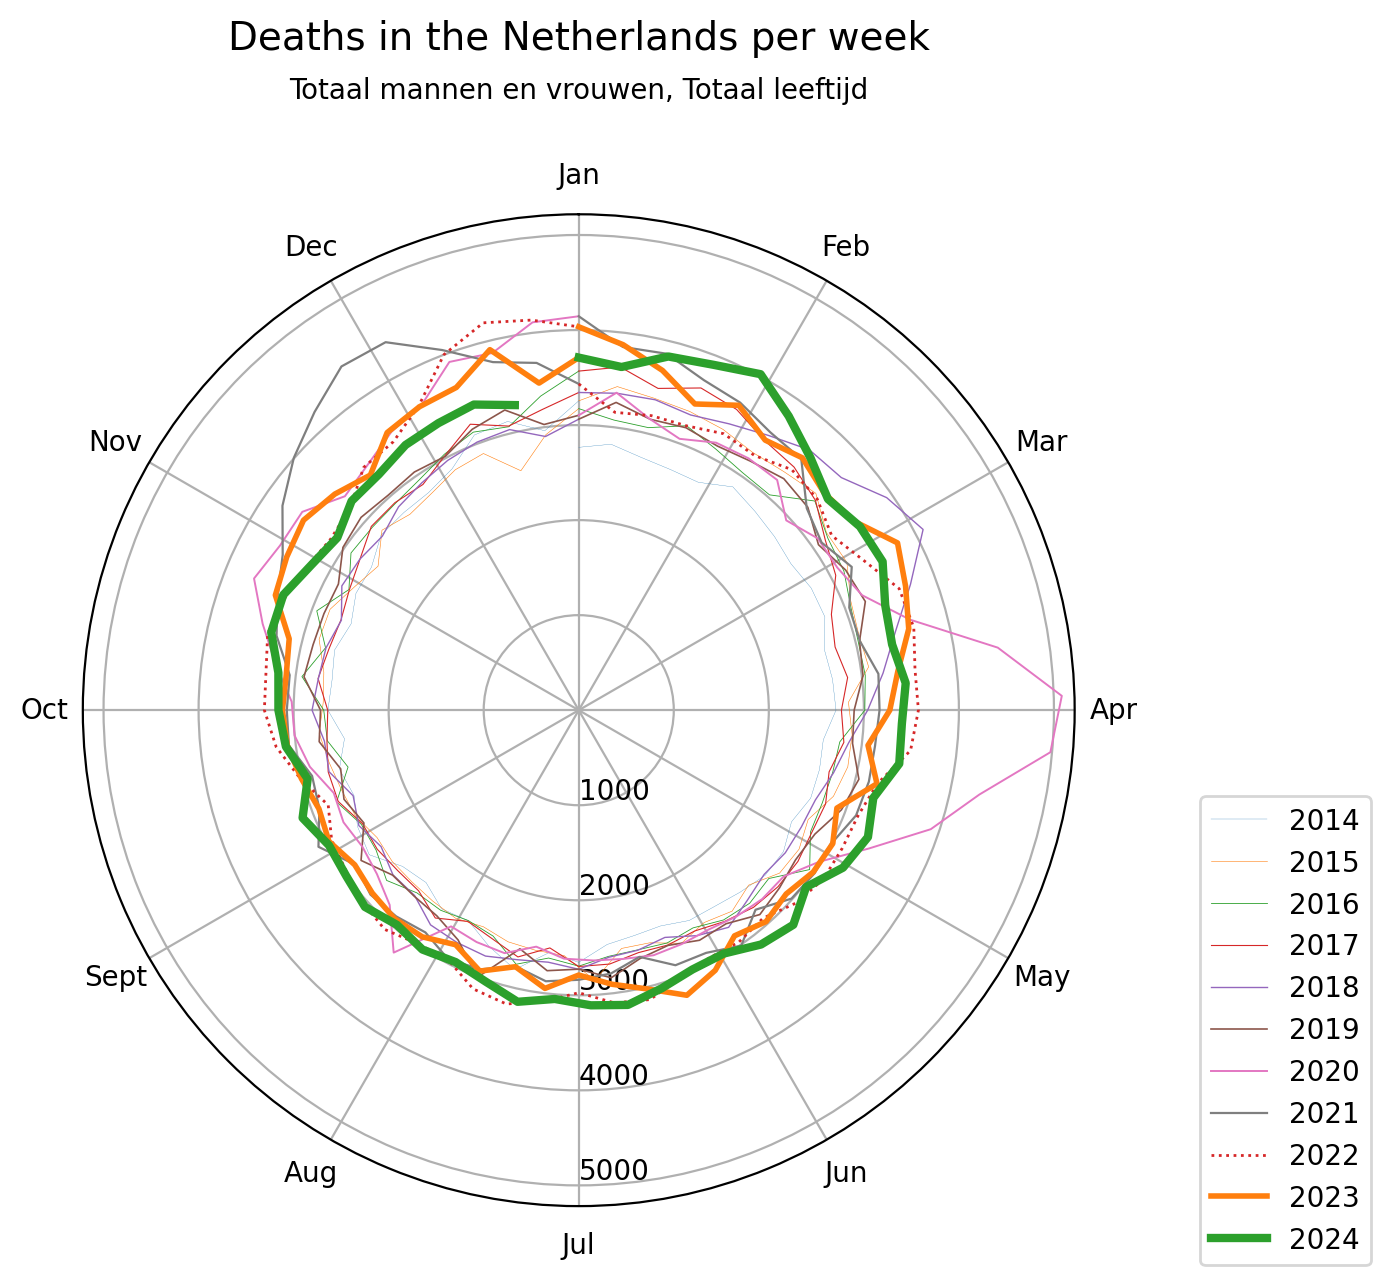 Deaths in the Netherlands per week
Totaal mannen en vrouwen, Totaal leeftijd
Jan
Dec
Feb
Nov
Mar
Oct
Apr
1000
2000
3000
4000
5000
Sept
May
Aug
Jun
Jul
2014
2015
2016
2017
2018
2019
2020
2021
2022
2023
2024